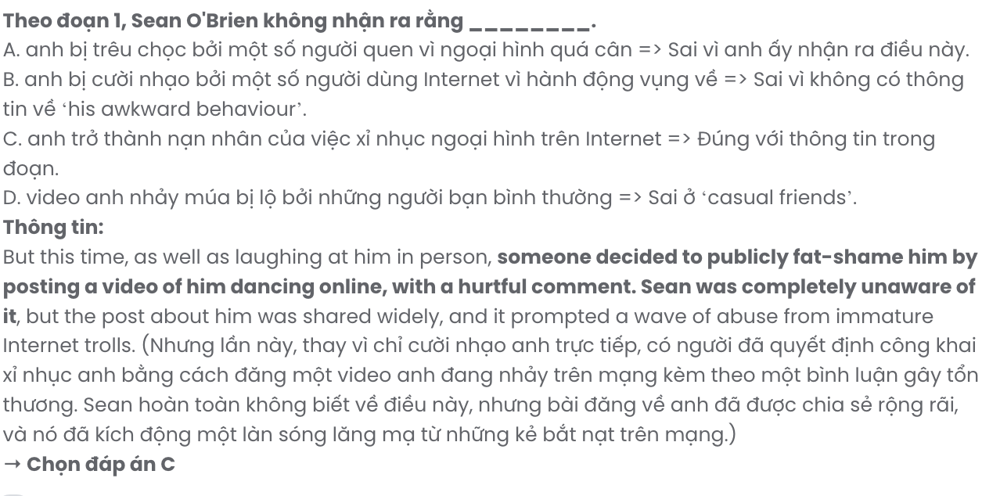 Theo đoạn 1, Sean O'Brien không nhận ra rằng ________.
A. anh bị trêu chọc bởi một số người quen vì ngoại hình quá cân => Sai vì anh ấy nhận ra điều này.
B. anh bị cười nhạo bởi một số người dùng Internet vì hành động vụng về => Sai vì không có thông
tin về ‘his awkward behaviour’.
C. anh trở thành nạn nhân của việc xỉ nhục ngoại hình trên Internet => Đúng với thông tin trong
đoạn.
D. video anh nhảy múa bị lộ bởi những người bạn bình thường => Sai ở ‘casual friends’.
Thông tin:
But this time, as well as laughing at him in person, someone decided to publicly fat-shame him by
posting a video of him dancing online, with a hurtful comment. Sean was completely unaware of
it, but the post about him was shared widely, and it prompted a wave of abuse from immature
Internet trolls. (Nhưng lần này, thay vì chỉ cười nhạo anh trực tiếp, có người đã quyết định công khai
xỉ nhục anh bằng cách đăng một video anh đang nhảy trên mạng kèm theo một bình luận gây tổn
thương. Sean hoàn toàn không biết về điều này, nhưng bài đăng về anh đã được chia sẻ rộng rãi,
và nó đã kích động một làn sóng lăng mạ từ những kẻ bắt nạt trên mạng.)
→ Chọn đáp án C